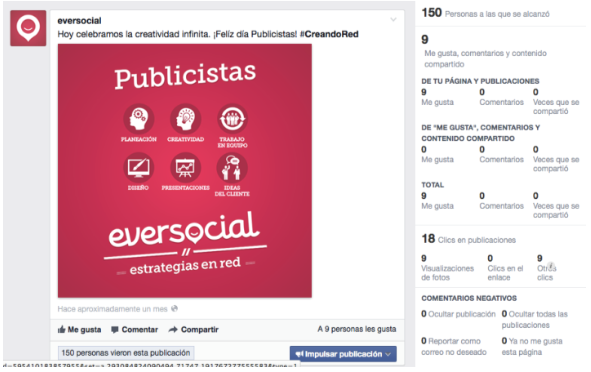 eversocial
Hoy celebramos la creatividad infinita. ¡Felíz día Publicistas! #CreandoRed
Publicistas
PLANEACIÓN
CREATIVIDAD
TRABAJO
EN EQUIPO
DISEÑO
PRESENTACIONES
IDEAS
DEL CLIENTE
eversocial
estrategias en red
Hace aproximadamente un mes
Me gusta Comentar Compartir
A 9 personas les gusta
150 personas vieron esta publicación
Impulsar publicación
150 Personas a las que se alcanzó
9
Me gusta, comentarios y contenido
compartido
DE TU PÁGINA Y PUBLICACIONES
9 0 0
Me gusta Comentarios Veces que se
compartió
DE "ME GUSTA", COMENTARIOS Y
CONTENIDO COMPARTIDO
0 0 0
Me gusta Comentarios Veces que se
compartió
TOTAL
9 0 0
Me gusta Comentarios Veces que se
compartió
18 Clics en publicaciones
9 0 9
Visualizaciones Clics en el Otros
de fotos enlace clics
COMENTARIOS NEGATIVOS
0 Ocultar publicación 0 Ocultar todas las
publicaciones
0 Reportar como 0 Ya no me gusta
correo no deseado esta página